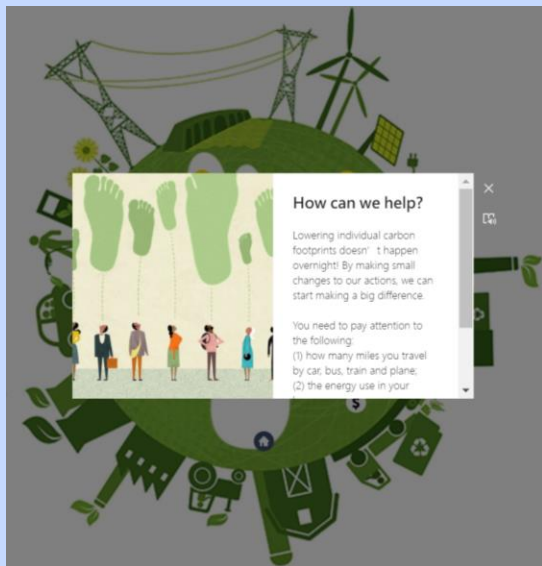 How can we help?
Lowering individual carbon
footprints doesn' t happen
overnight! By making small
changes to our actions, we can
start making a big difference.
You need to pay attention to
the following:
(1) how many miles you travel
by car, bus, train and plane;
(2) the energy use in your
$